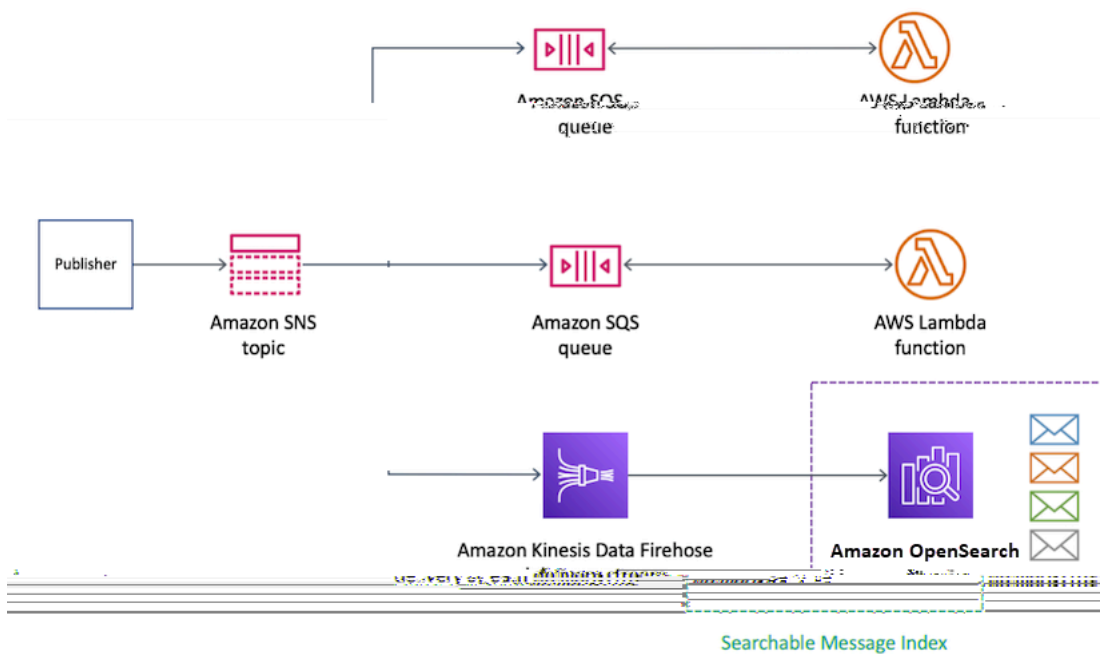 Amazon SQS
queue
AWS Lambda
function
Publisher
Amazon SNS
topic
Amazon SQS
queue
AWS Lambda
function
Amazon Kinesis Data Firehose
Amazon OpenSearch
Searchable Message Index